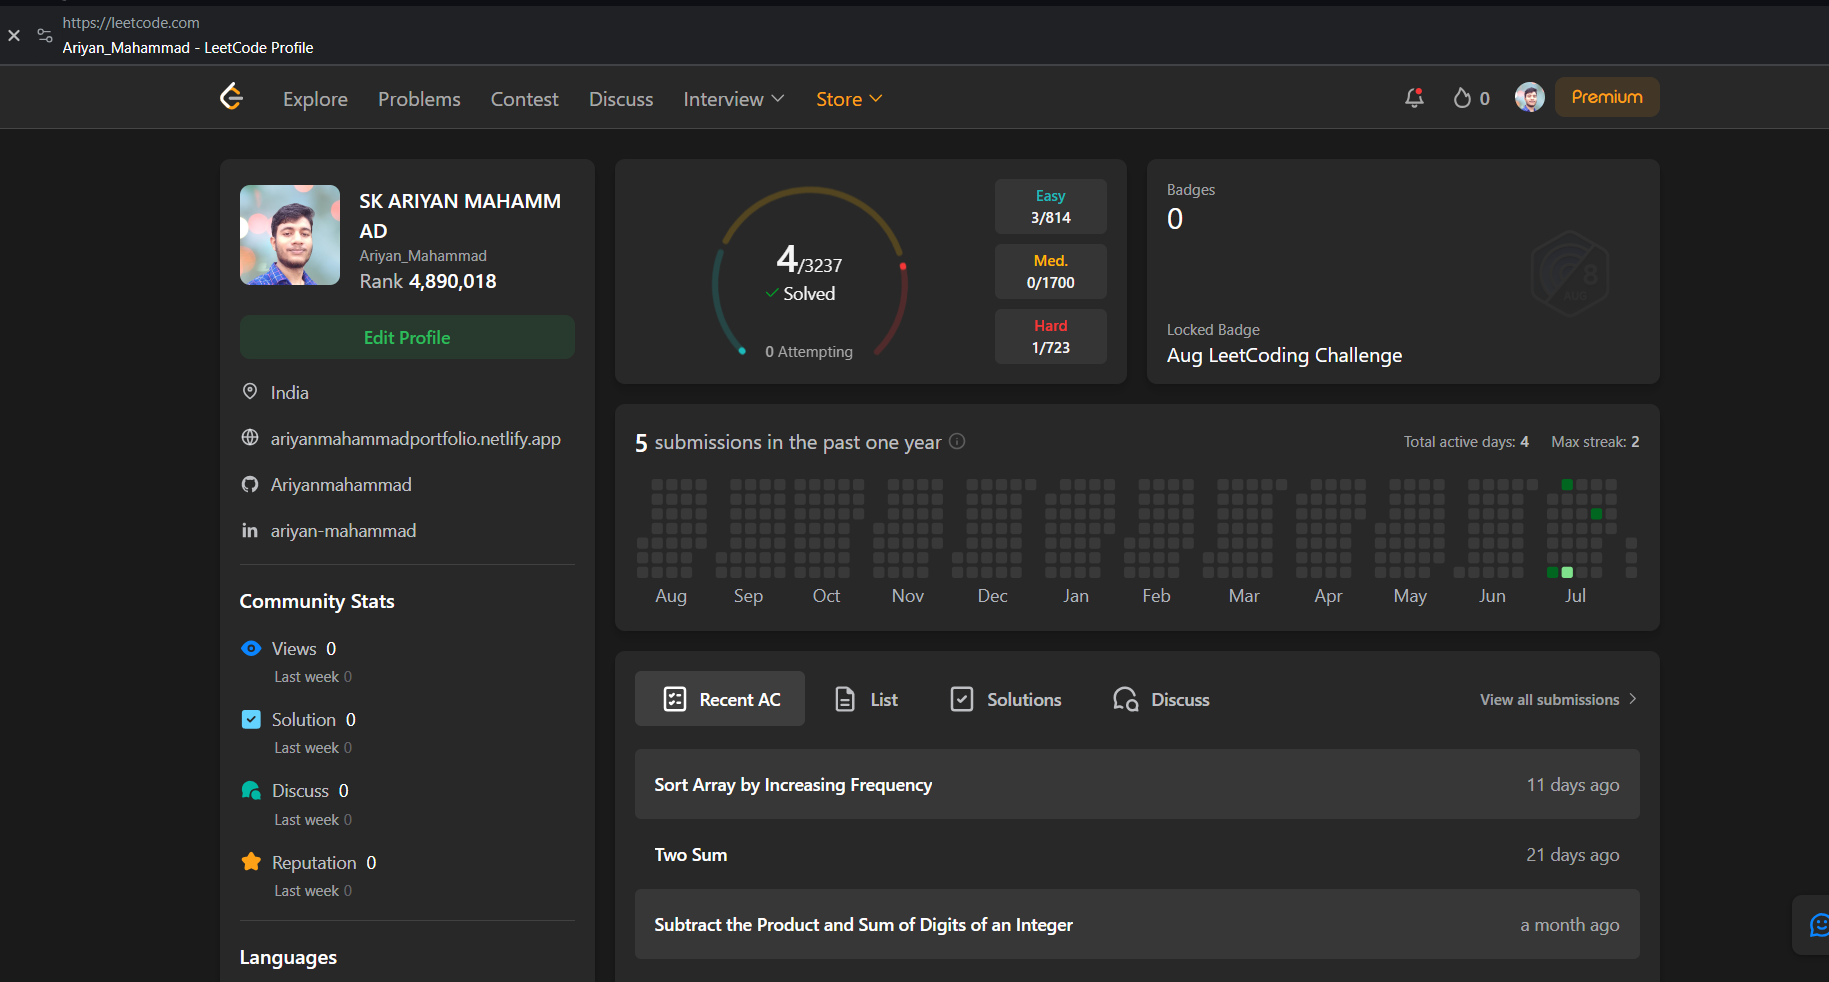 https://leetcode.com
Ariyan_Mahammad - LeetCode Profile
Explore Problems Contest Discuss Interview Store 0 Premium
SK ARIYAN MAHAMM
AD
Ariyan_Mahammad
Rank 4,890,018
Edit Profile
India
ariyanmahammadportfolio.netlify.app
Ariyanmahammad
ariyan-mahammad
Community Stats
Views 0
Last week 0
Solution 0
Last week 0
Discuss 0
Last week 0
Reputation 0
Last week 0
Languages
4/3237
Solved
0 Attempting
Easy
3/814
Med.
0/1700
Hard
1/723
Badges
0
8
AUG
Locked Badge
Aug LeetCoding Challenge
5 submissions in the past one year
Total active days: 4 Max streak: 2
Aug Sep Oct Nov Dec Jan Feb Mar Apr May Jun Jul
Recent AC List Solutions Discuss View all submissions
Sort Array by Increasing Frequency 11 days ago
Two Sum 21 days ago
Subtract the Product and Sum of Digits of an Integer a month ago